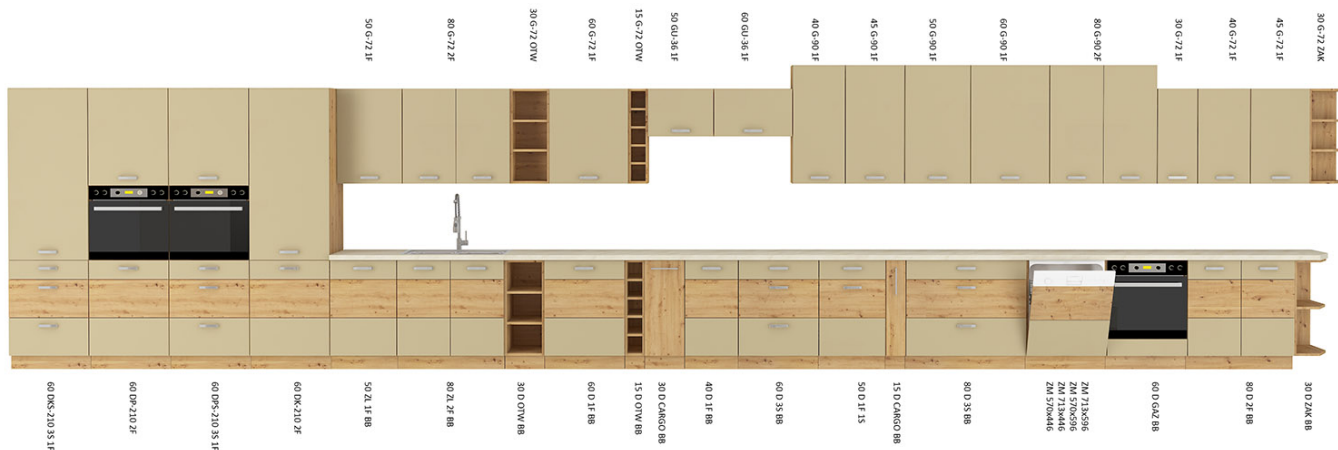 50 G-72 1F
80 G-72 2F
30 G-72 OTW
60 G-72 1F
15 G-72 OTW
50 GU-36 1F
60 GU-36 1F
40 G-90 1F
45 G-90 1F
50 G-90 1F
60 G-90 1F
80 G-90 2F
30 G-72 1F
40 G-72 1F
45 G-72 1F
30 G-72 ZAK
60 DKS-210 3S 1F
60 DP-210 2F
60 DPS-210 3S 1F
60 DK-210 2F
50 ZL 1F BB
80 ZL 2F BB
30 D OTW BB
60 D 1F BB
15 D OTW BB
30 D CARGO BB
40 D 1F BB
60 D 3S BB
50 D 1F 1S
15 D CARGO BB
80 D 3S BB
ZM 713x596
ZM 570x596
ZM 713x446
ZM 570x446
60 D GAZ BB
80 D 2F BB
30 D ZAK BB